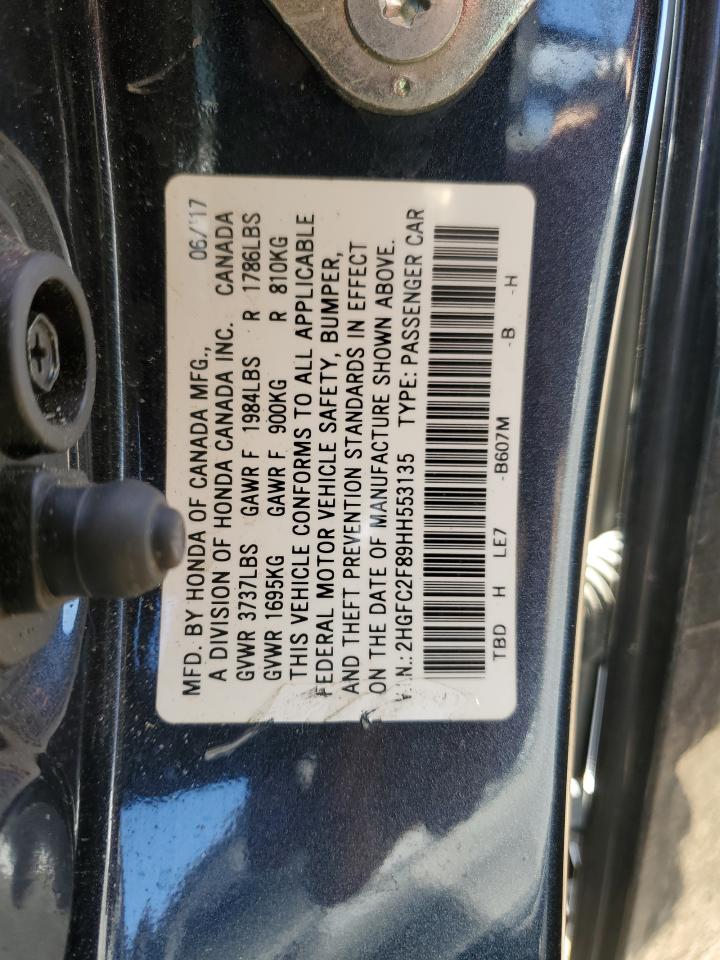 MFD. BY HONDA OF CANADA MFG., 06/'17
A DIVISION OF HONDA CANADA INC. CANADA
GVWR 3737LBS GAWR F 1984LBS R 1786LBS
GVWR 1695KG GAWR F 900KG R 810KG
THIS VEHICLE CONFORMS TO ALL APPLICABLE
FEDERAL MOTOR VEHICLE SAFETY, BUMPER,
AND THEFT PREVENTION STANDARDS IN EFFECT
ON THE DATE OF MANUFACTURE SHOWN ABOVE.
V.I.N.: 2HGFC2F89HH553135 TYPE: PASSENGER CAR
TBD H LE7 -B607M -B -H